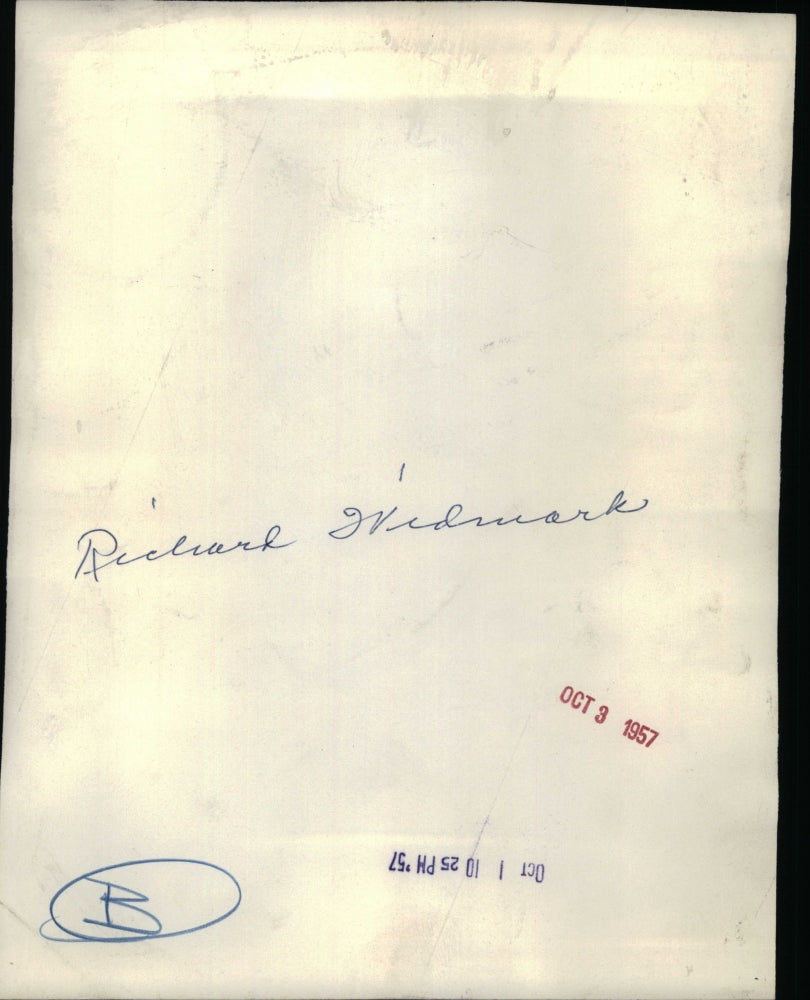 Richard Widmark
OCT 3 1957
OCT 1 10 25 PM '57
B